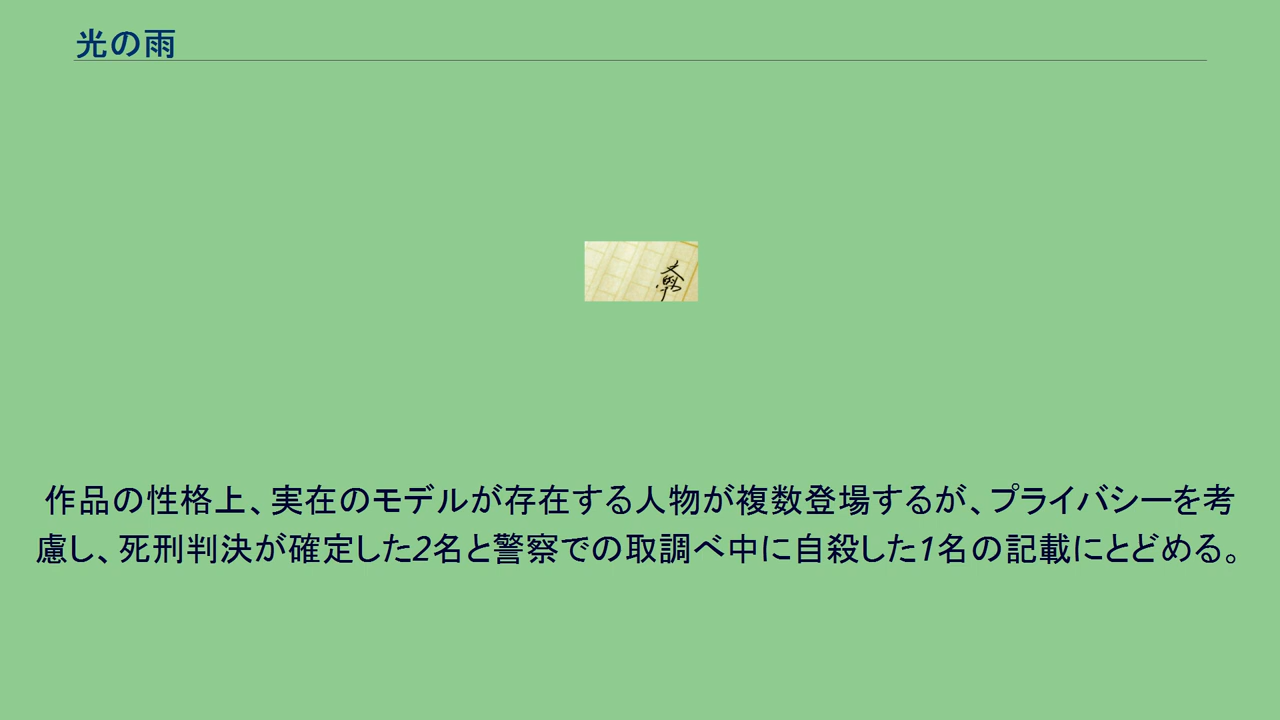 光の雨
作品の性格上、実在のモデルが存在する人物が複数登場するが、プライバシーを考
慮し、死刑判決が確定した2名と警察での取調べ中に自殺した1名の記載にとどめる。